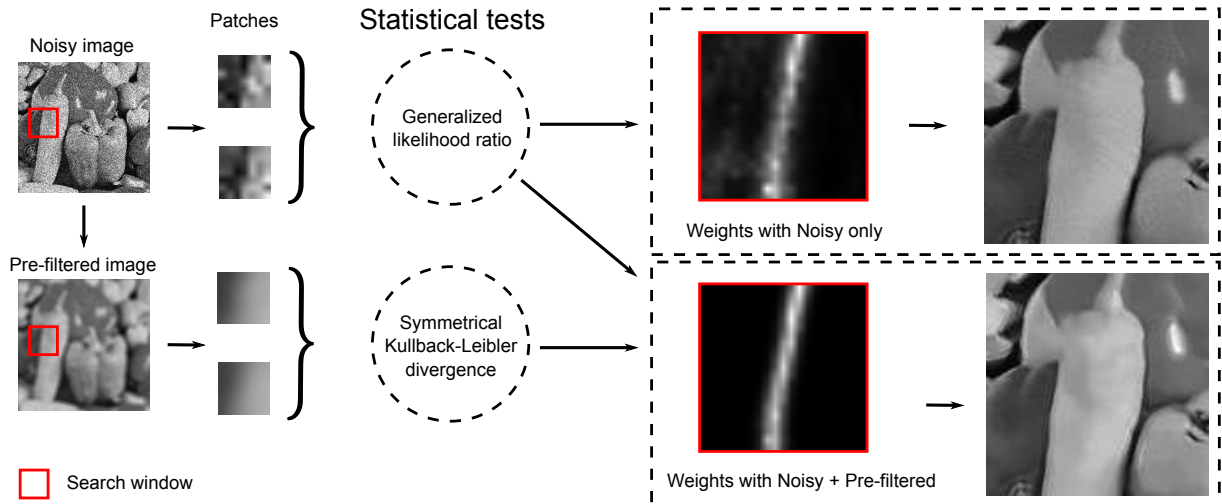 Statistical tests
Patches
Noisy image
Generalized
likelihood ratio
Weights with Noisy only
Pre-filtered image
Symmetrical
Kullback-Leibler
divergence
Weights with Noisy + Pre-filtered
Search window